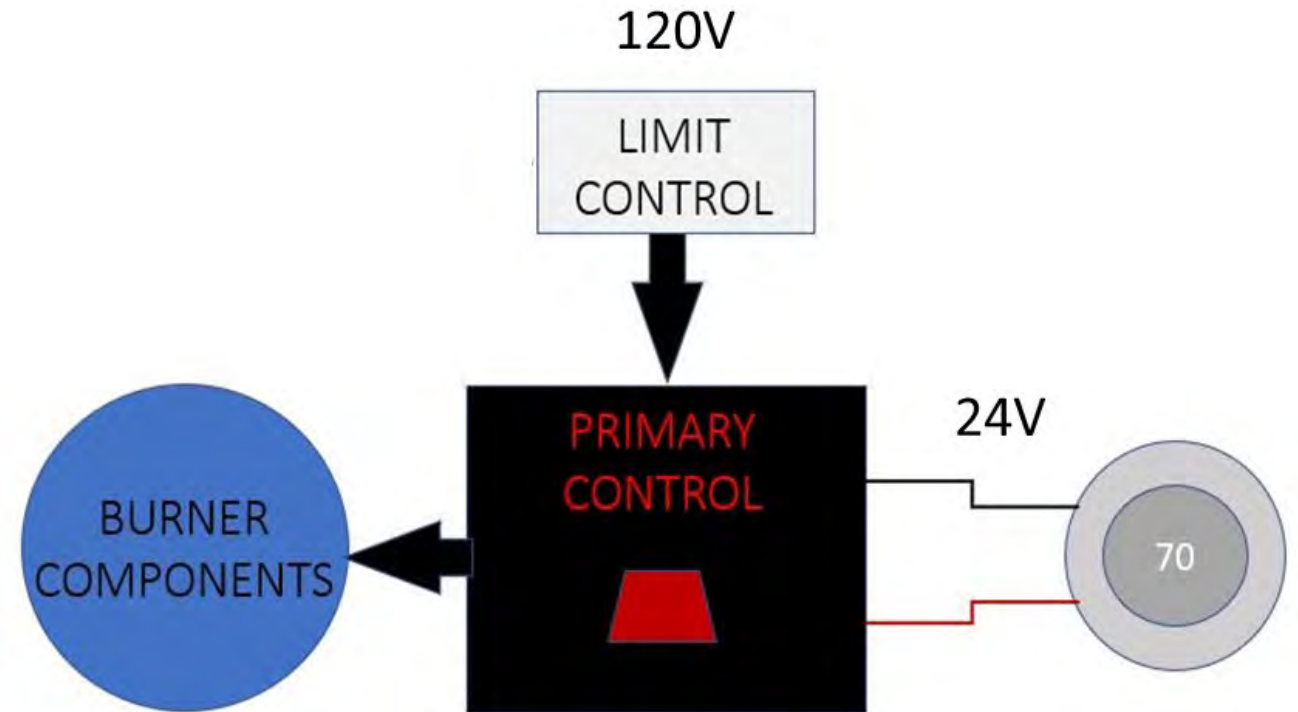 120V
LIMIT
CONTROL
PRIMARY
CONTROL
24V
BURNER
COMPONENTS
70